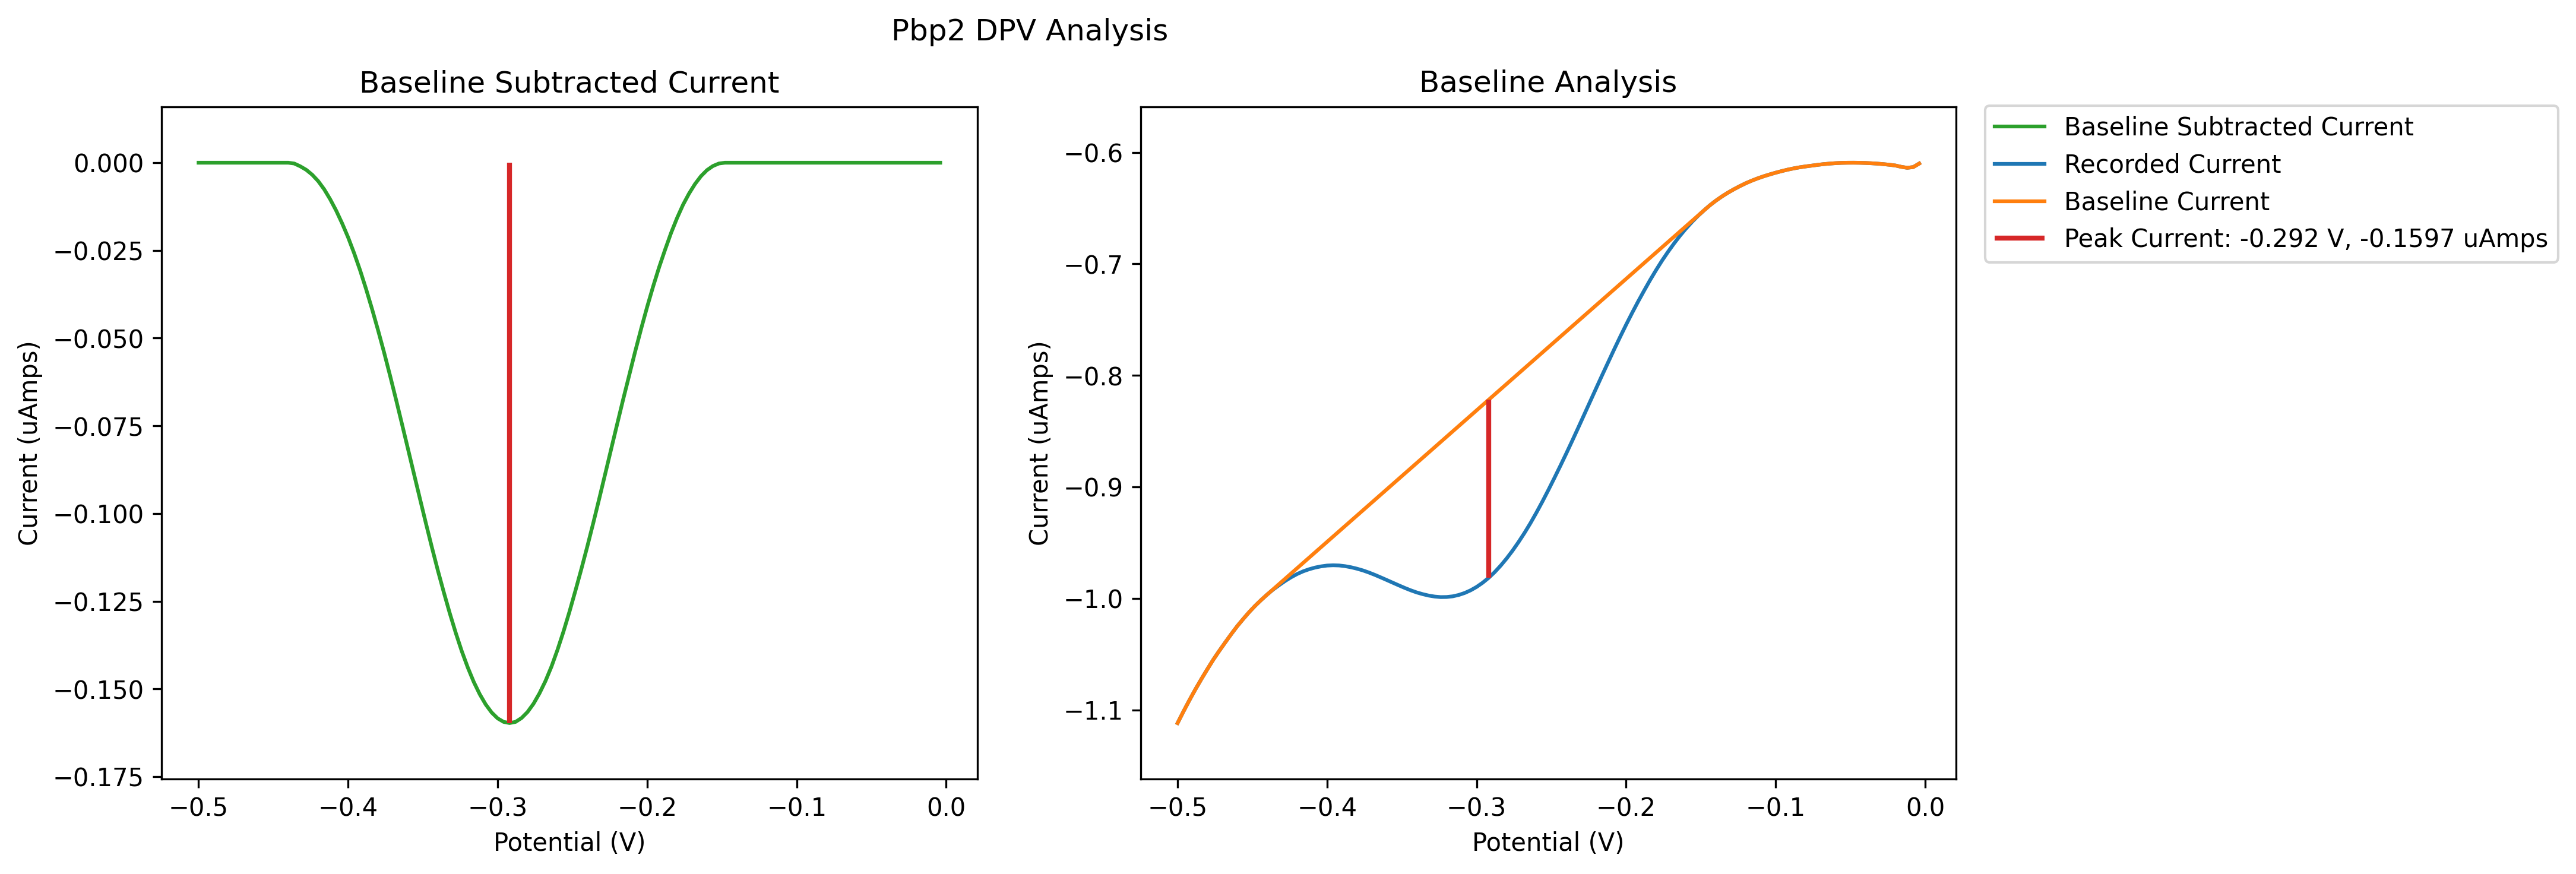 Pbp2 DPV Analysis
Baseline Subtracted Current
0.000
−0.025
−0.050
−0.075
−0.100
−0.125
−0.150
−0.175
Current (uAmps)
−0.5 −0.4 −0.3 −0.2 −0.1 0.0
Potential (V)
Baseline Analysis
−0.6
−0.7
−0.8
−0.9
−1.0
−1.1
Current (uAmps)
−0.5 −0.4 −0.3 −0.2 −0.1 0.0
Potential (V)
Baseline Subtracted Current
Recorded Current
Baseline Current
Peak Current: -0.292 V, -0.1597 uAmps